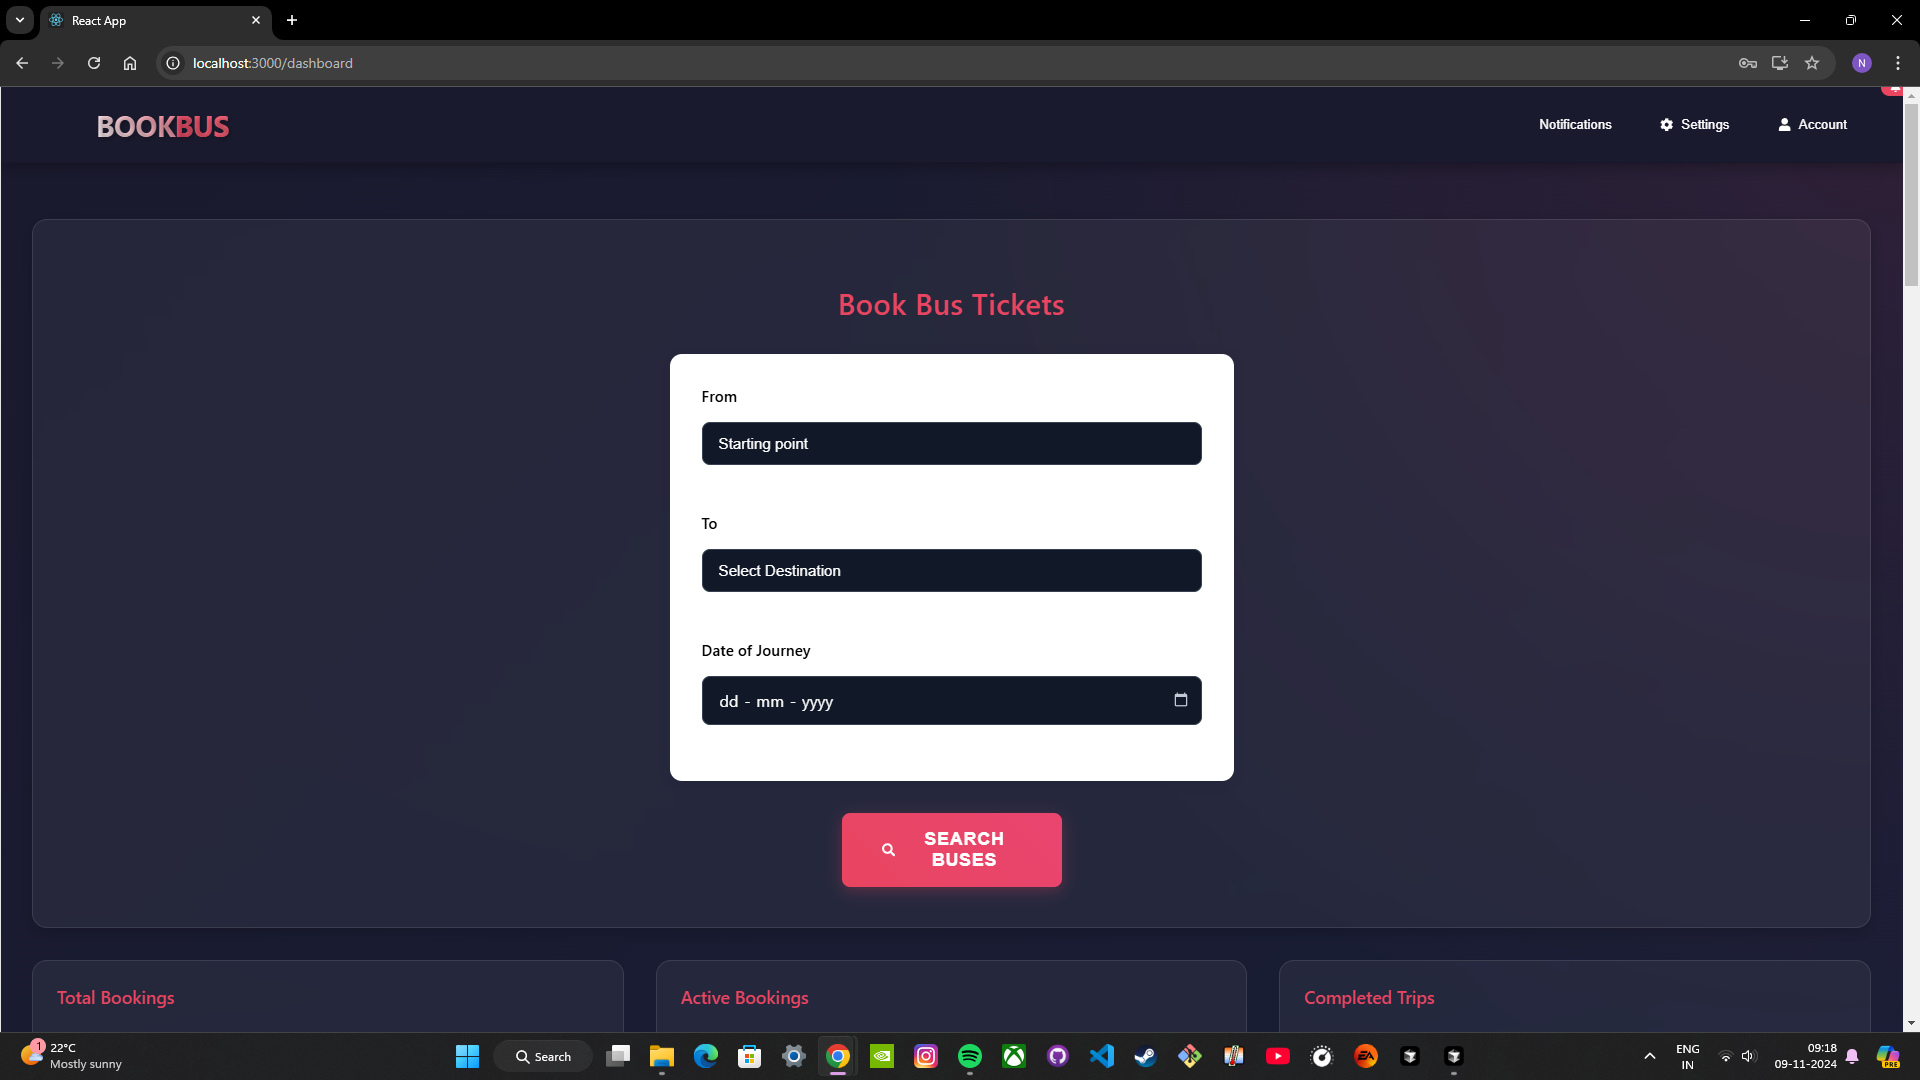 React App
localhost:3000/dashboard
N
BOOKBUS
Notifications
Settings
Account
Book Bus Tickets
From
Starting point
To
Select Destination
Date of Journey
dd - mm - yyyy
SEARCH
BUSES
Total Bookings
Active Bookings
Completed Trips
1
22°C
Mostly sunny
Search
EA
PRE
ENG
IN
09:18
09-11-2024